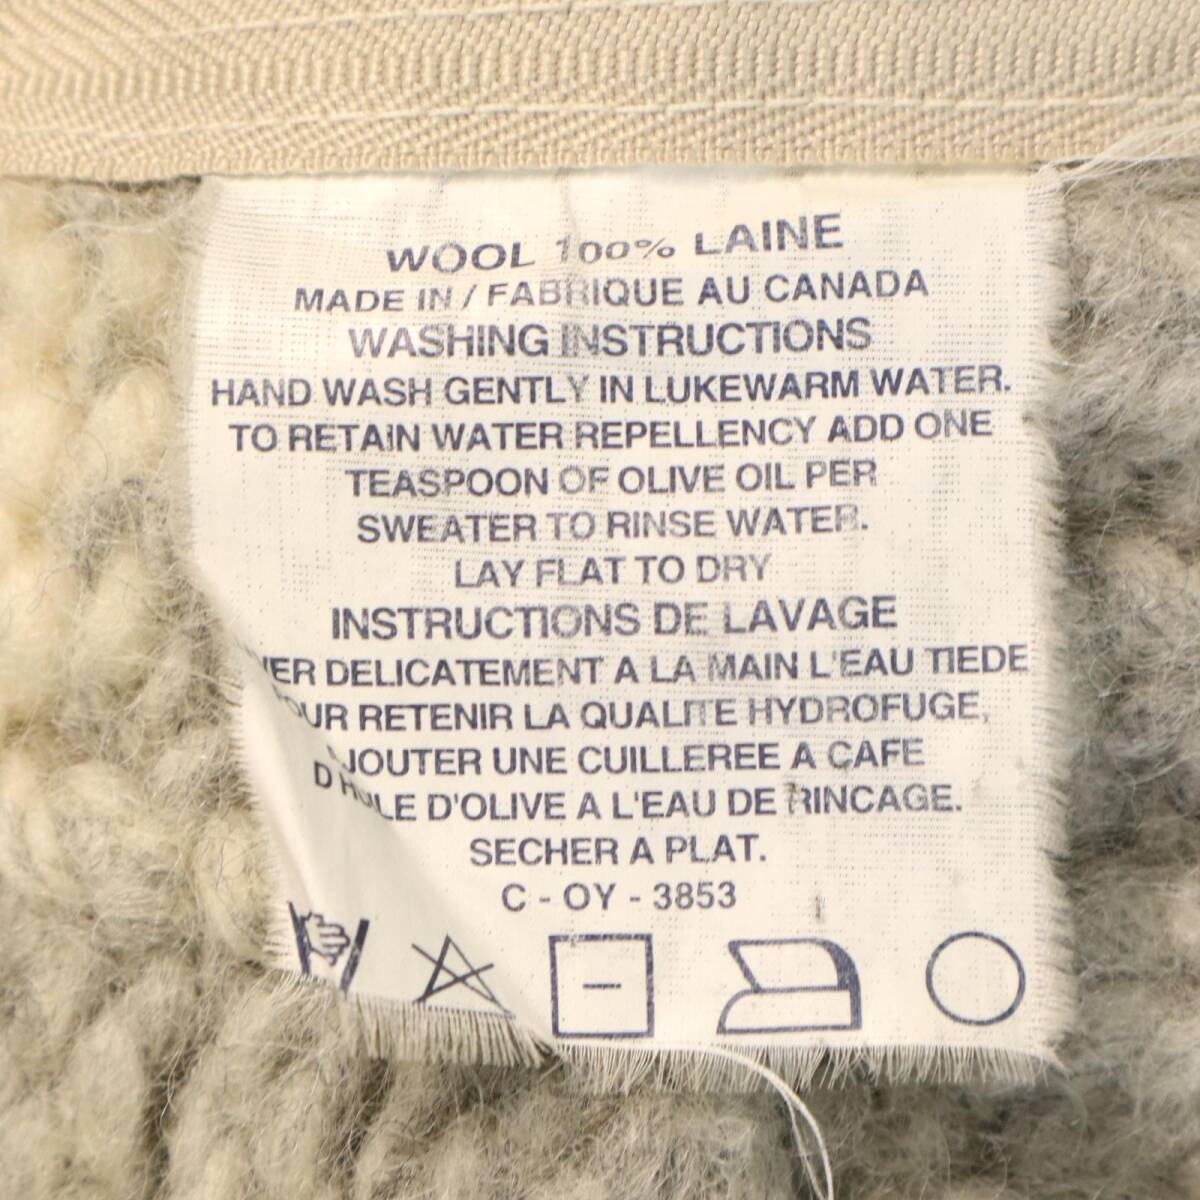 WOOL 100% LAINE
MADE IN / FABRIQUE AU CANADA
WASHING INSTRUCTIONS
HAND WASH GENTLY IN LUKEWARM WATER.
TO RETAIN WATER REPELLENCY ADD ONE
TEASPOON OF OLIVE OIL PER
SWEATER TO RINSE WATER.
LAY FLAT TO DRY
INSTRUCTIONS DE LAVAGE
DELICATEMENT A LA MAIN L'EAU TIEDE
POUR RETENIR LA QUALITE HYDROFUGE,
AJOUTER UNE CUILLEREE A CAFE
D'HUILE D'OLIVE A L'EAU DE RINCAGE.
SECHER A PLAT.
C - OY - 3853